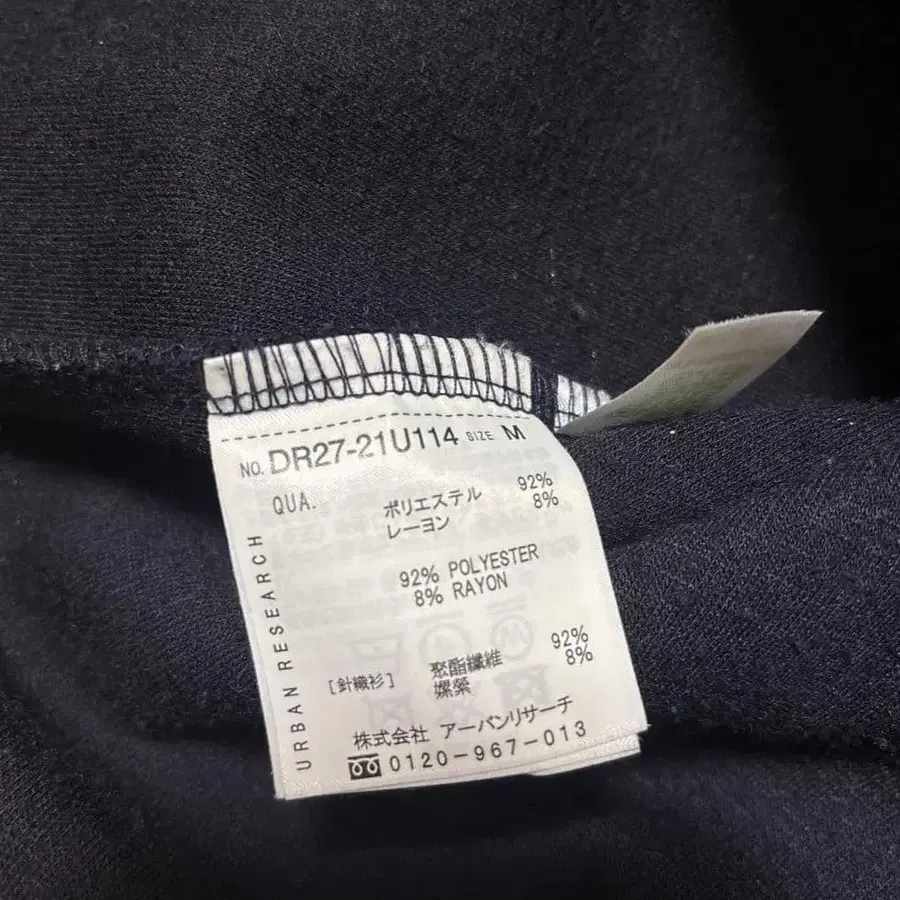 NO. DR27-21U114 SIZE M
QUA.
ポリエステル 92%
レーヨン 8%
92% POLYESTER
8% RAYON
URBAN RESEARCH
[針織衫] 聚酯纖維 92%
嫘縈 8%
株式会社 アーバンリサーチ
0120-967-013